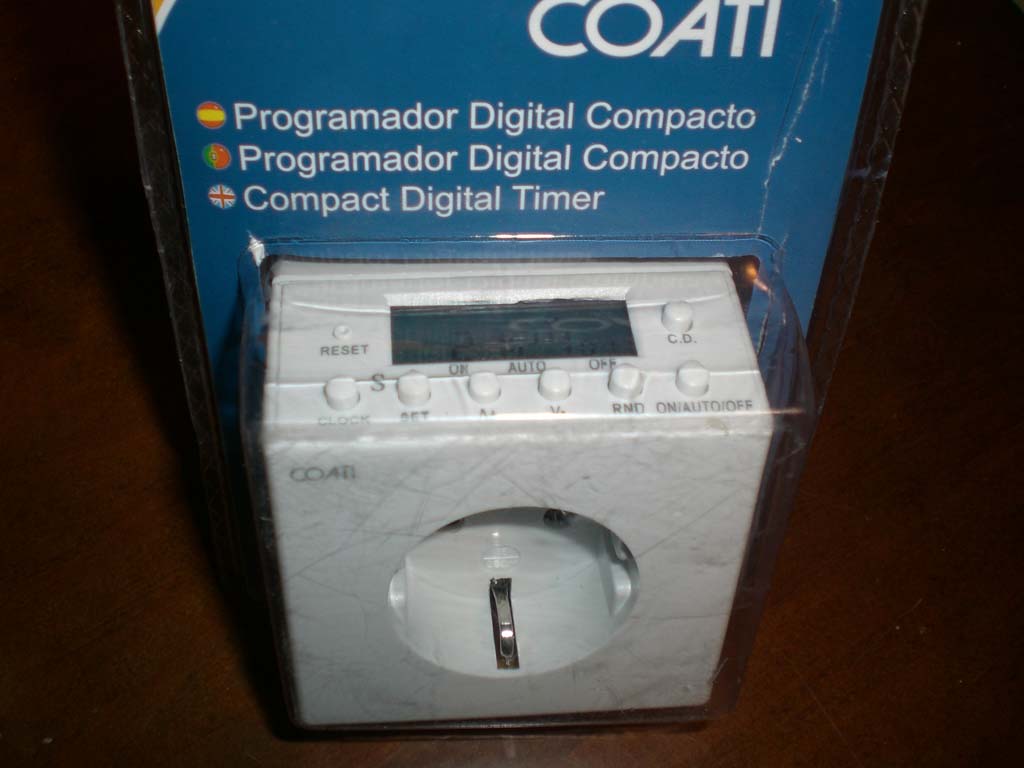 COATI
Programador Digital Compacto
Programador Digital Compacto
Compact Digital Timer
RESET
C.D.
ON AUTO OFF
S
CLOCK SET Λ+ V- RND ON/AUTO/OFF
COATI